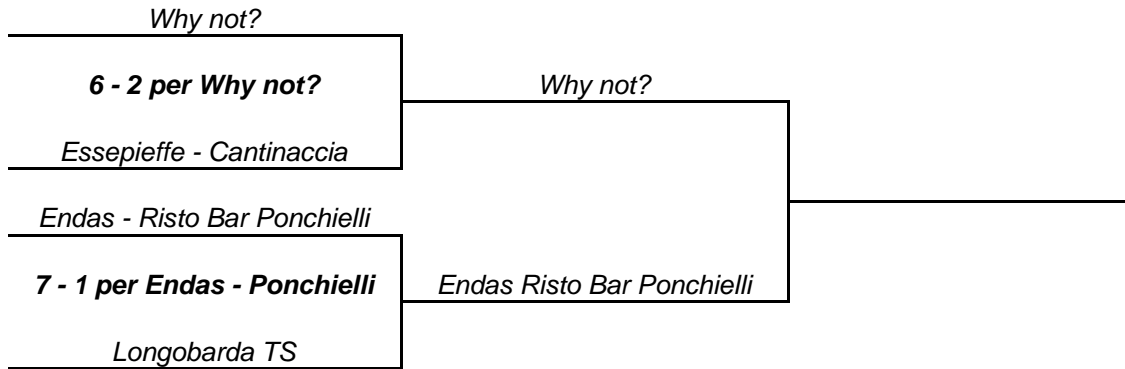 Why not?
6 - 2 per Why not?
Why not?
Essepieffe - Cantinaccia
Endas - Risto Bar Ponchielli
7 - 1 per Endas - Ponchielli
Endas Risto Bar Ponchielli
Longobarda TS